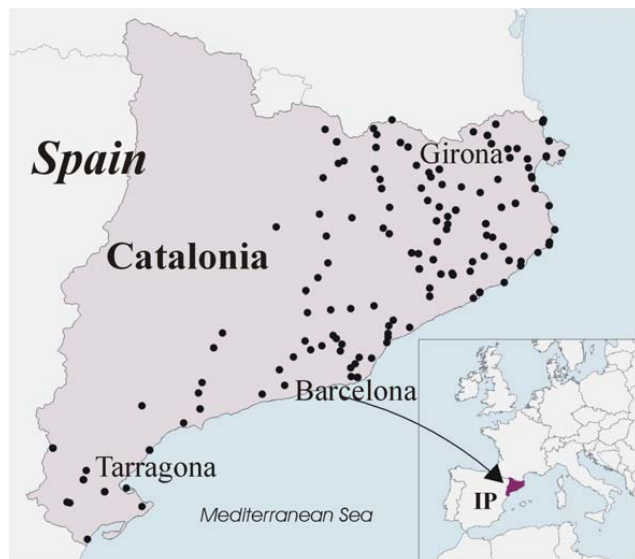 Girona
Spain
Catalonia
Barcelona
Tarragona
IP
Mediterranean Sea